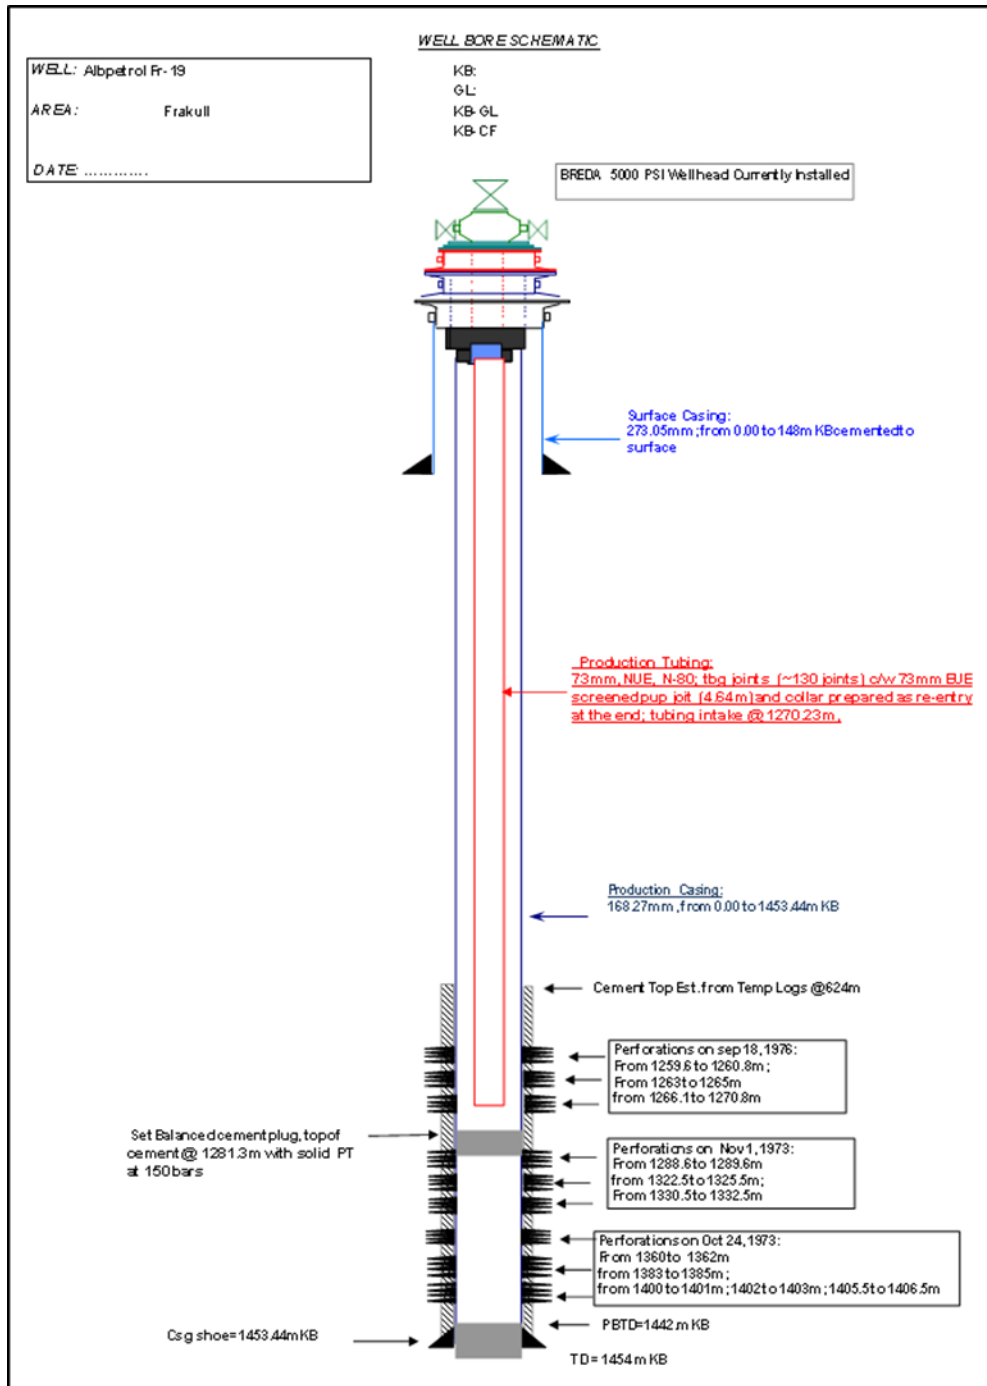 WELL BORE SCHEMATIC
WELL: Albpetrol Fr-19
AREA: Frakull
DATE: ............
KB:
GL:
KB-GL
KB-CF
BREDA 5000 PSI Wellhead Currently Installed
Surface Casing:
273.05mm ;from 0.00 to 148m KBcementedto
surface
Production Tubing:
73mm, NUE, N-80; tbg joints (~130 joints) c/w 73mm EUE
screened pup joit (4.64m) and collar prepared as re-entry
at the end; tubing intake @ 1270.23m,
Production Casing:
168.27mm ,from 0.00 to 1453.44m KB
Cement Top Est. from Temp Logs @624m
Perforations on sep 18, 1976:
From 1259.6 to 1260.8m ;
From 1263 to 1265m
from 1266.1 to 1270.8m
Set Balanced cement plug, top of
cement @ 1281.3m with solid PT
at 150bars
Perforations on Nov 1, 1973:
From 1288.6 to 1289.6m
from 1322.5 to 1325.5m;
From 1330.5 to 1332.5m
Perforations on Oct 24, 1973:
From 1360 to 1362m
from 1383 to 1385m ;
from 1400 to 1401m ; 1402 to 1403m ; 1405.5 to 1406.5m
PBTD=1442.m KB
Csg shoe=1453.44mKB
TD= 1454 m KB